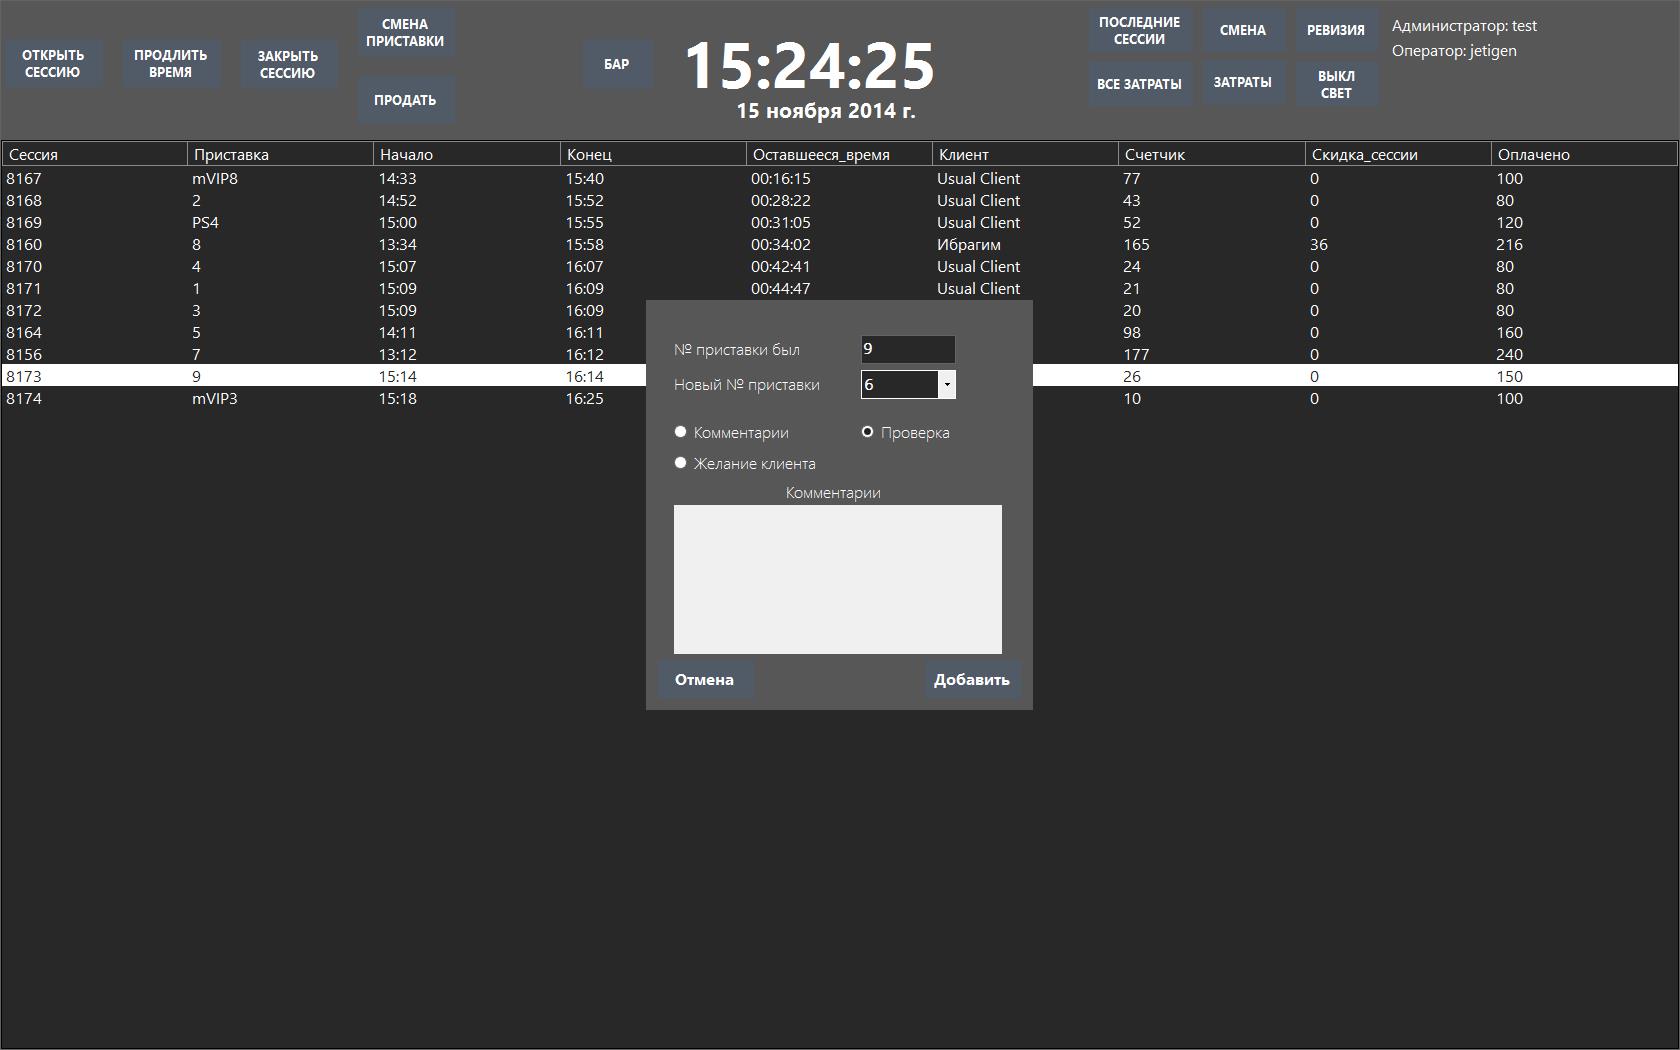 ОТКРЫТЬ
СЕССИЮ
ПРОДЛИТЬ
ВРЕМЯ
ЗАКРЫТЬ
СЕССИЮ
СМЕНА
ПРИСТАВКИ
ПРОДАТЬ
БАР
15:24:25
15 ноября 2014 г.
ПОСЛЕДНИЕ
СЕССИИ
СМЕНА
РЕВИЗИЯ
ВСЕ ЗАТРАТЫ
ЗАТРАТЫ
ВЫКЛ
СВЕТ
Администратор: test
Оператор: jetigen
Сессия Приставка Начало Конец Оставшееся_время Клиент Счетчик Скидка_сессии Оплачено
8167 mVIP8 14:33 15:40 00:16:15 Usual Client 77 0 100
8168 2 14:52 15:52 00:28:22 Usual Client 43 0 80
8169 PS4 15:00 15:55 00:31:05 Usual Client 52 0 120
8160 8 13:34 15:58 00:34:02 Ибрагим 165 36 216
8170 4 15:07 16:07 00:42:41 Usual Client 24 0 80
8171 1 15:09 16:09 00:44:47 Usual Client 21 0 80
8172 3 15:09 16:09 20 0 80
8164 5 14:11 16:11 98 0 160
8156 7 13:12 16:12 177 0 240
8173 9 15:14 16:14 26 0 150
8174 mVIP3 15:18 16:25 10 0 100
№ приставки был 9
Новый № приставки 6
Комментарии Проверка
Желание клиента
Комментарии
Отмена Добавить